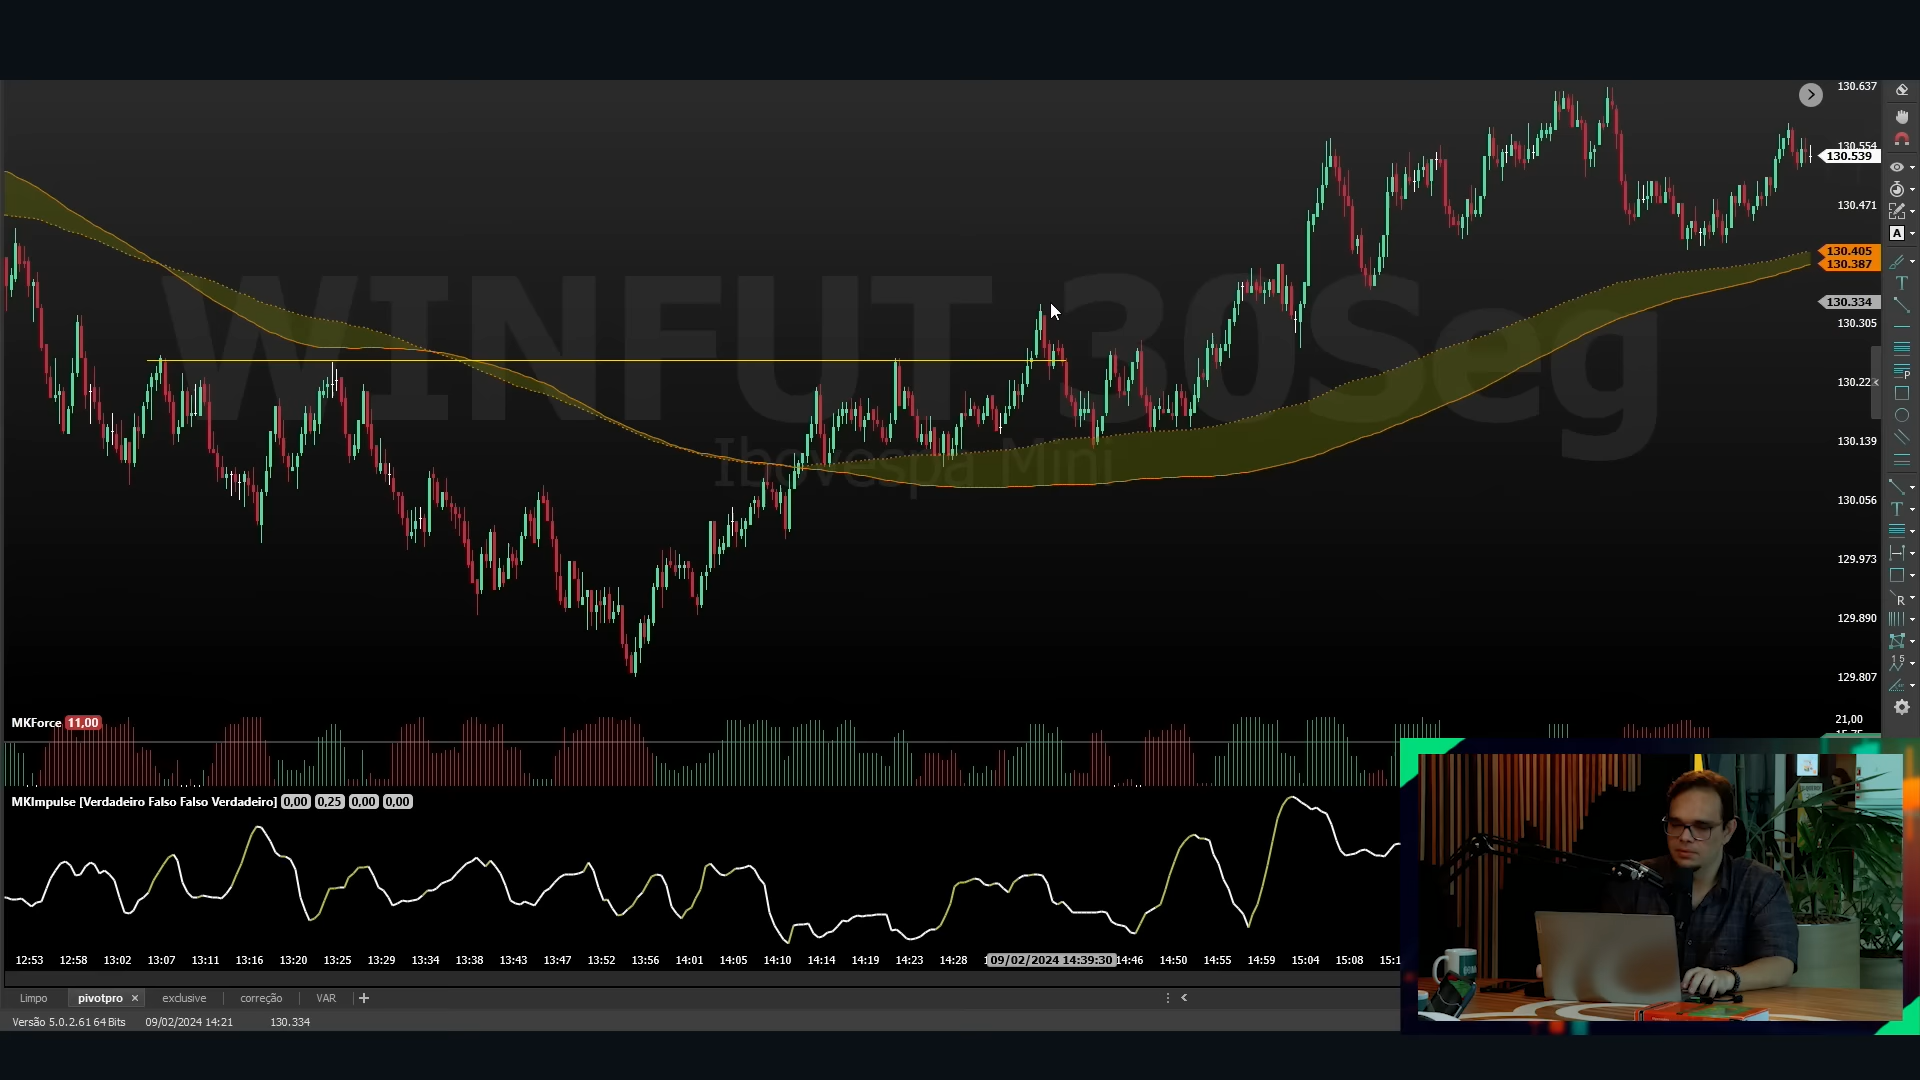 WINFUT 30Seg
Ibovespa Mini
130.637
130.554
130.539
130.471
130.405
130.387
130.334
130.305
130.22
130.139
130.056
129.973
129.890
129.807
MKForce 11,00
21,00
MKImpulse [Verdadeiro Falso Falso Verdadeiro] 0,00 0,25 0,00 0,00
12:53 12:58 13:02 13:07 13:11 13:16 13:20 13:25 13:29 13:34 13:38 13:43 13:47 13:52 13:56 14:01 14:05 14:10 14:14 14:19 14:23 14:28 09/02/2024 14:39:30 14:46 14:50 14:55 14:59 15:04 15:08 15:1
Limpo pivotpro exclusive correção VAR
Versão 5.0.2.61 64 Bits 09/02/2024 14:21 130.334